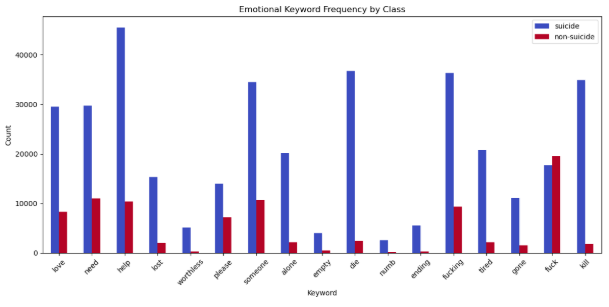 Emotional Keyword Frequency by Class
suicide
non-suicide
40000
30000
20000
10000
0
Count
love
need
help
lost
worthless
please
someone
alone
empty
die
numb
ending
fucking
tired
gone
fuck
kill
Keyword